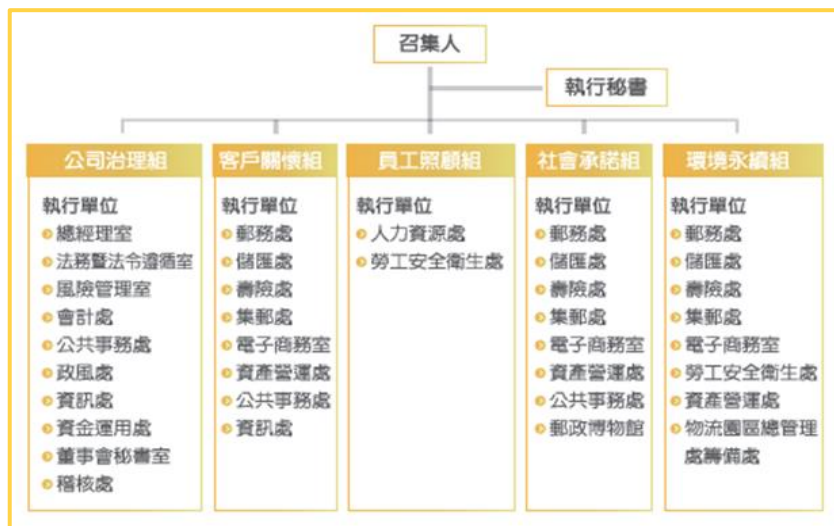 召集人
執行秘書
公司治理組
執行單位
總經理室
法務暨法令遵循室
風險管理室
會計處
公共事務處
政風處
資訊處
資金運用處
董事會秘書室
稽核處
客戶關懷組
執行單位
郵務處
儲匯處
壽險處
集郵處
電子商務室
資產營運處
公共事務處
資訊處
員工照顧組
執行單位
人力資源處
勞工安全衛生處
社會承諾組
執行單位
郵務處
儲匯處
壽險處
集郵處
電子商務室
資產營運處
公共事務處
郵政博物館
環境永續組
執行單位
郵務處
儲匯處
壽險處
集郵處
電子商務室
勞工安全衛生處
資產營運處
物流園區總管理
處籌備處